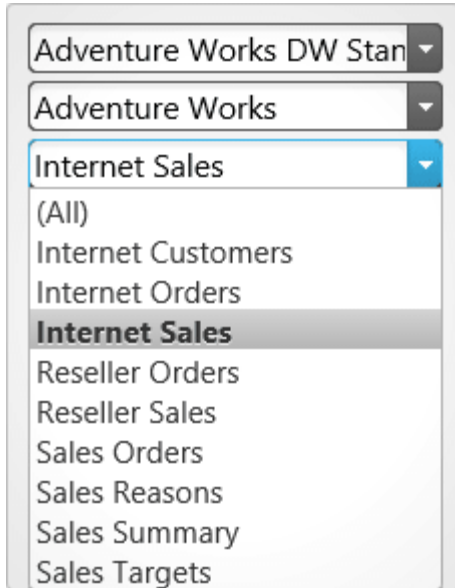 Adventure Works DW Stan
Adventure Works
Internet Sales
(All)
Internet Customers
Internet Orders
Internet Sales
Reseller Orders
Reseller Sales
Sales Orders
Sales Reasons
Sales Summary
Sales Targets